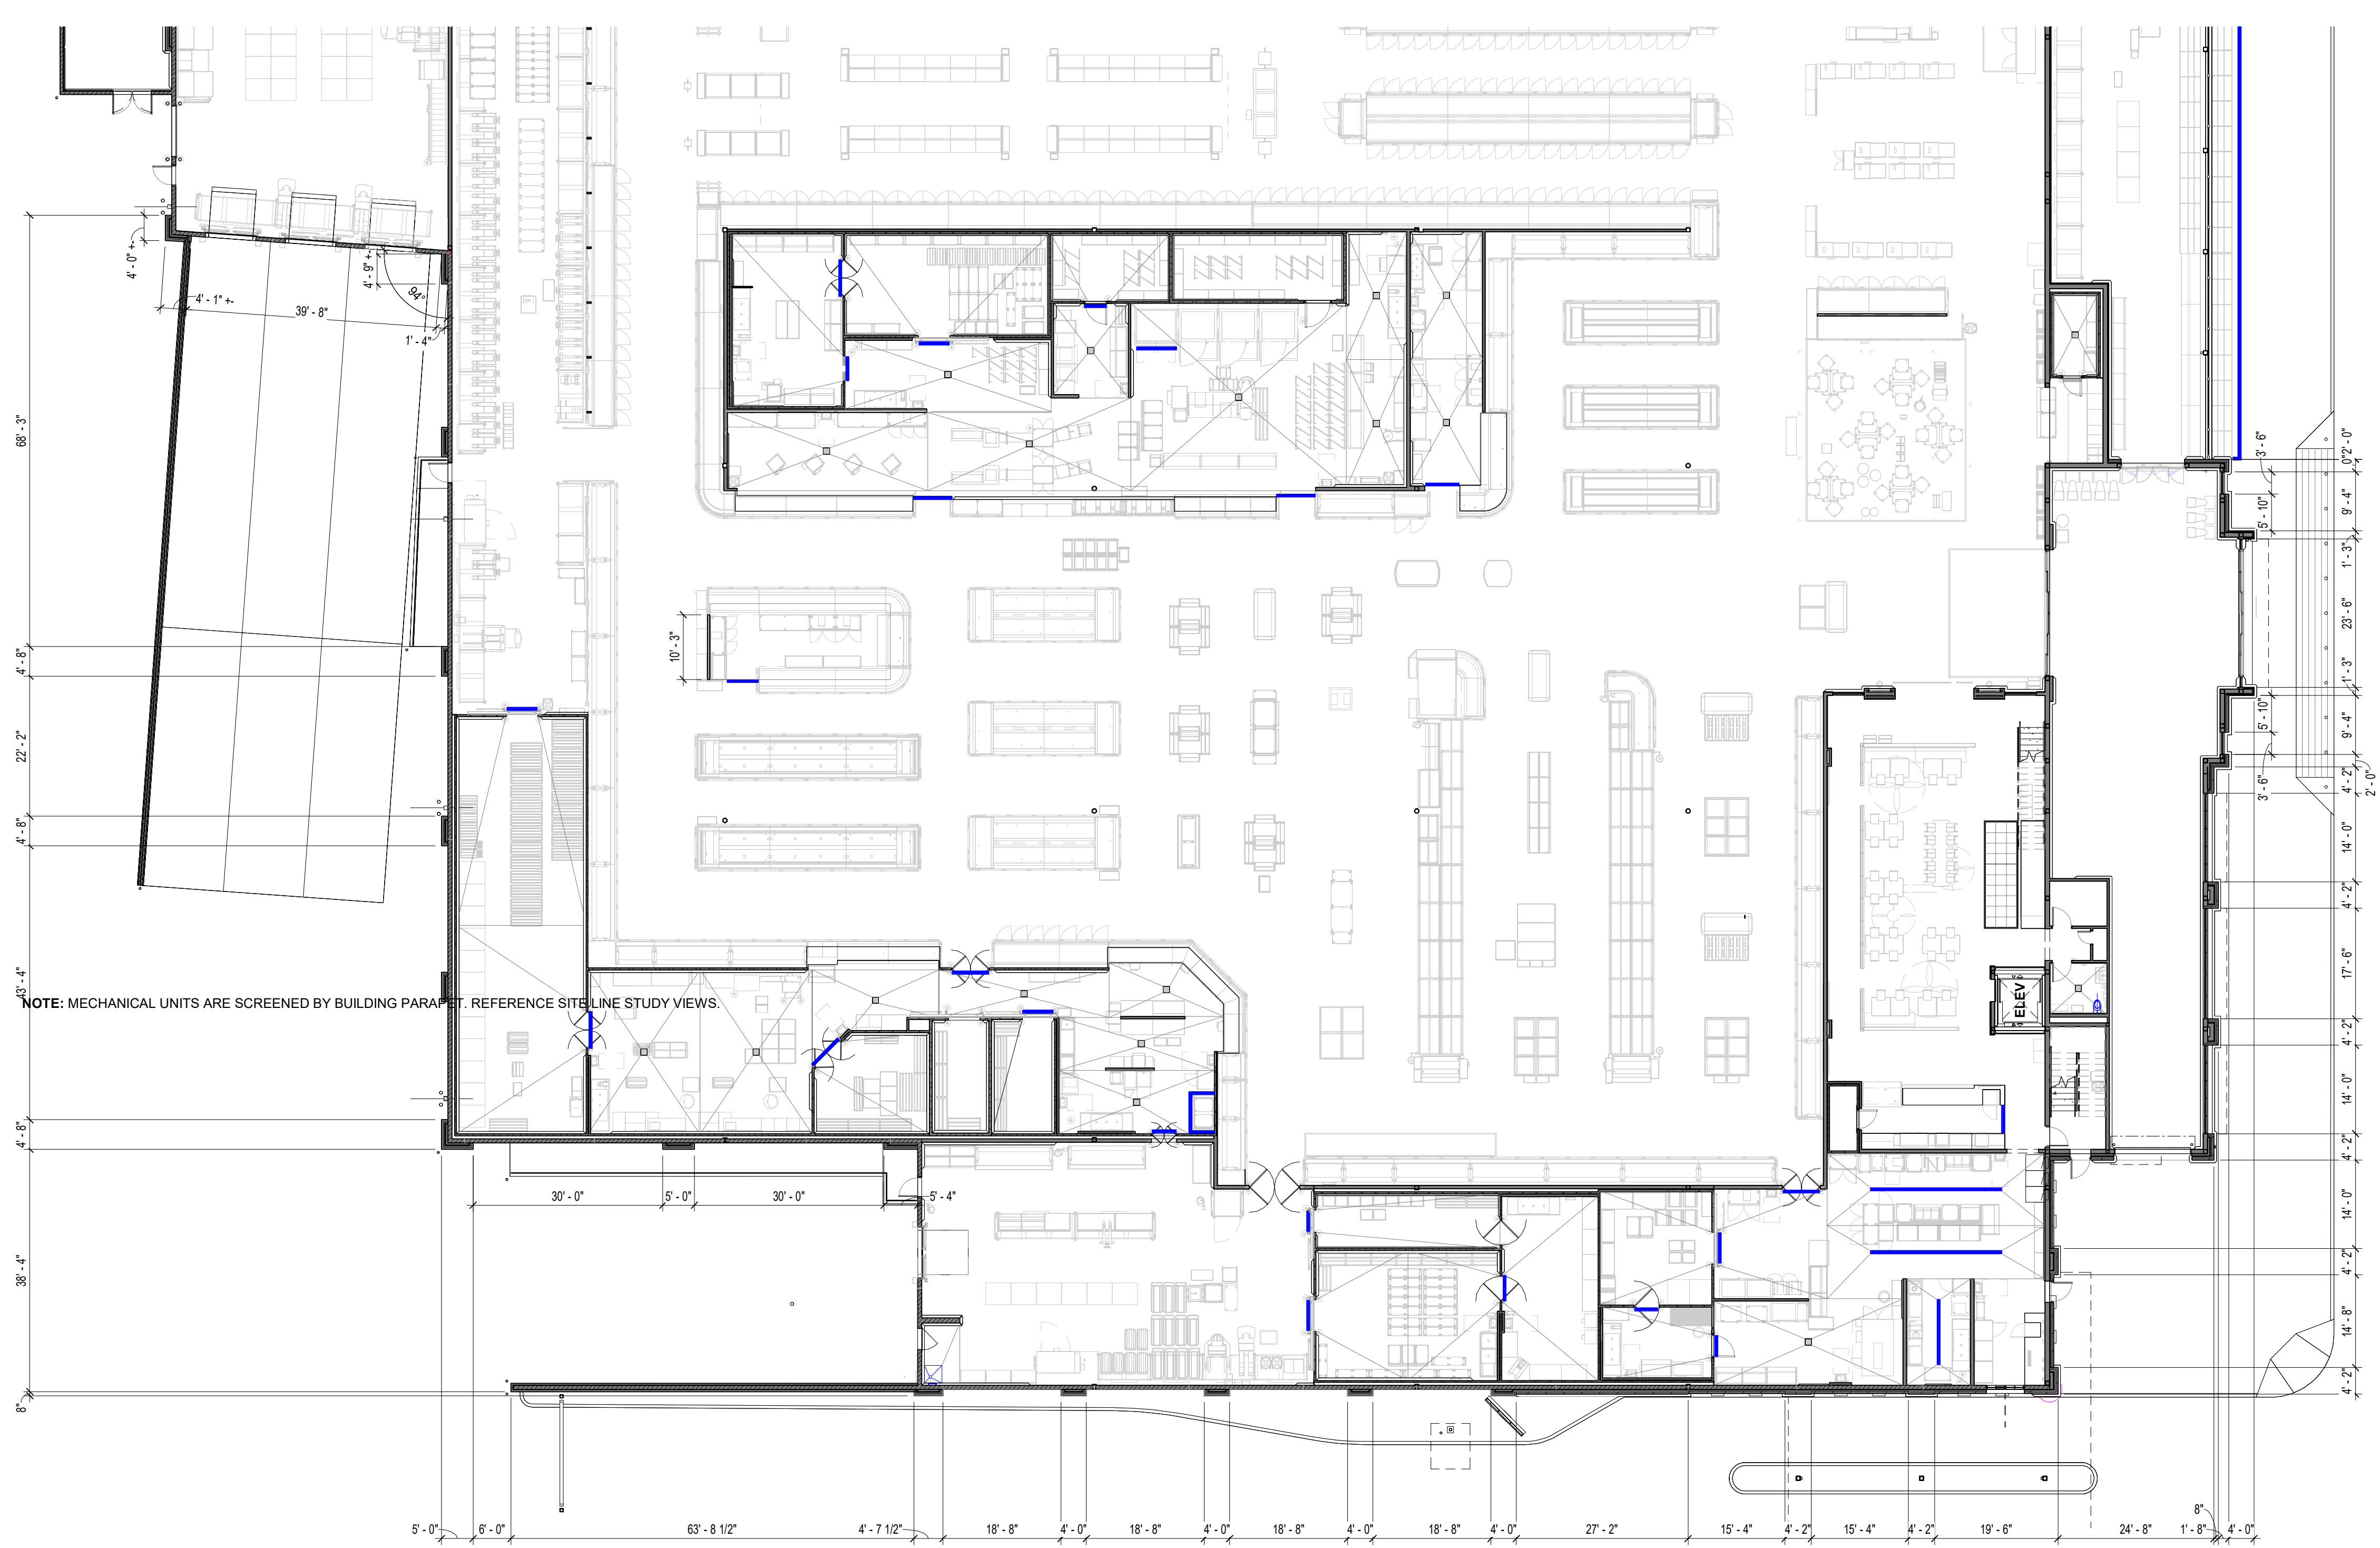 4' - 0" +-
4' - 1" +-
39' - 8"
4' - 9" +-
94°
1' - 4"
68' - 3"
4' - 8"
22' - 2"
4' - 8"
43' - 4"
4' - 8"
38' - 4"
8"
10' - 3"
NOTE: MECHANICAL UNITS ARE SCREENED BY BUILDING PARAPET. REFERENCE SITE LINE STUDY VIEWS.
ELEV
30' - 0"
5' - 0"
30' - 0"
5' - 4"
3' - 6"
2' - 0"
9' - 4"
5' - 10"
1' - 3"
23' - 6"
1' - 3"
5' - 10"
9' - 4"
3' - 6"
4' - 2"
2' - 0"
14' - 0"
4' - 2"
17' - 6"
4' - 2"
14' - 0"
4' - 2"
14' - 0"
4' - 2"
14' - 8"
4' - 2"
5' - 0"
6' - 0"
63' - 8 1/2"
4' - 7 1/2"
18' - 8"
4' - 0"
18' - 8"
4' - 0"
18' - 8"
4' - 0"
18' - 8"
4' - 0"
27' - 2"
15' - 4"
4' - 2"
15' - 4"
4' - 2"
19' - 6"
24' - 8"
8"
1' - 8"
4' - 0"